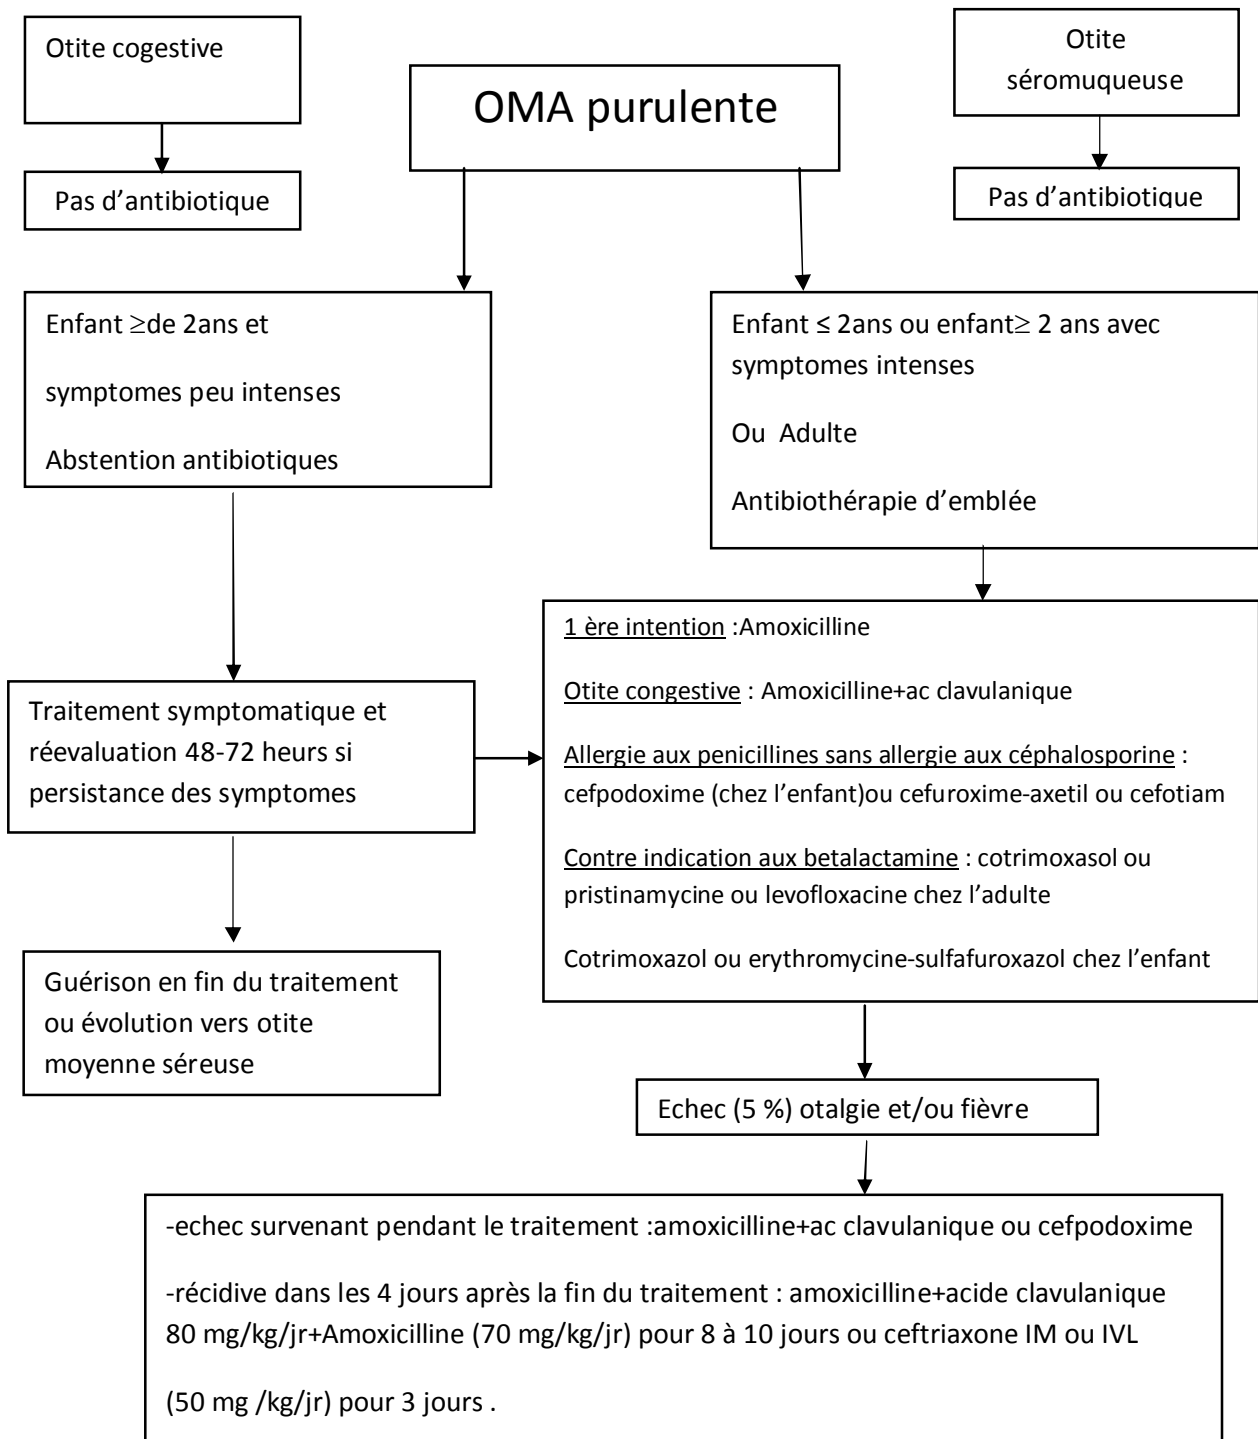 Otite cogestive
Pas d'antibiotique
OMA purulente
Otite
séromuqueuse
Pas d'antibiotique
Enfant ≥de 2ans et
symptomes peu intenses
Abstention antibiotiques
Enfant ≤ 2ans ou enfant≥ 2 ans avec
symptomes intenses
Ou Adulte
Antibiothérapie d'emblée
Traitement symptomatique et
réevaluation 48-72 heurs si
persistance des symptomes
1 ère intention :Amoxicilline
Otite congestive : Amoxicilline+ac clavulanique
Allergie aux penicillines sans allergie aux céphalosporine :
cefpodoxime (chez l'enfant)ou cefuroxime-axetil ou cefotiam
Contre indication aux betalactamine : cotrimoxasol ou
pristinamycine ou levofloxacine chez l'adulte
Cotrimoxazol ou erythromycine-sulfafuroxazol chez l'enfant
Guérison en fin du traitement
ou évolution vers otite
moyenne séreuse
Echec (5 %) otalgie et/ou fièvre
-echec survenant pendant le traitement :amoxicilline+ac clavulanique ou cefpodoxime
-récidive dans les 4 jours après la fin du traitement : amoxicilline+acide clavulanique
80 mg/kg/jr+Amoxicilline (70 mg/kg/jr) pour 8 à 10 jours ou ceftriaxone IM ou IVL
(50 mg /kg/jr) pour 3 jours .